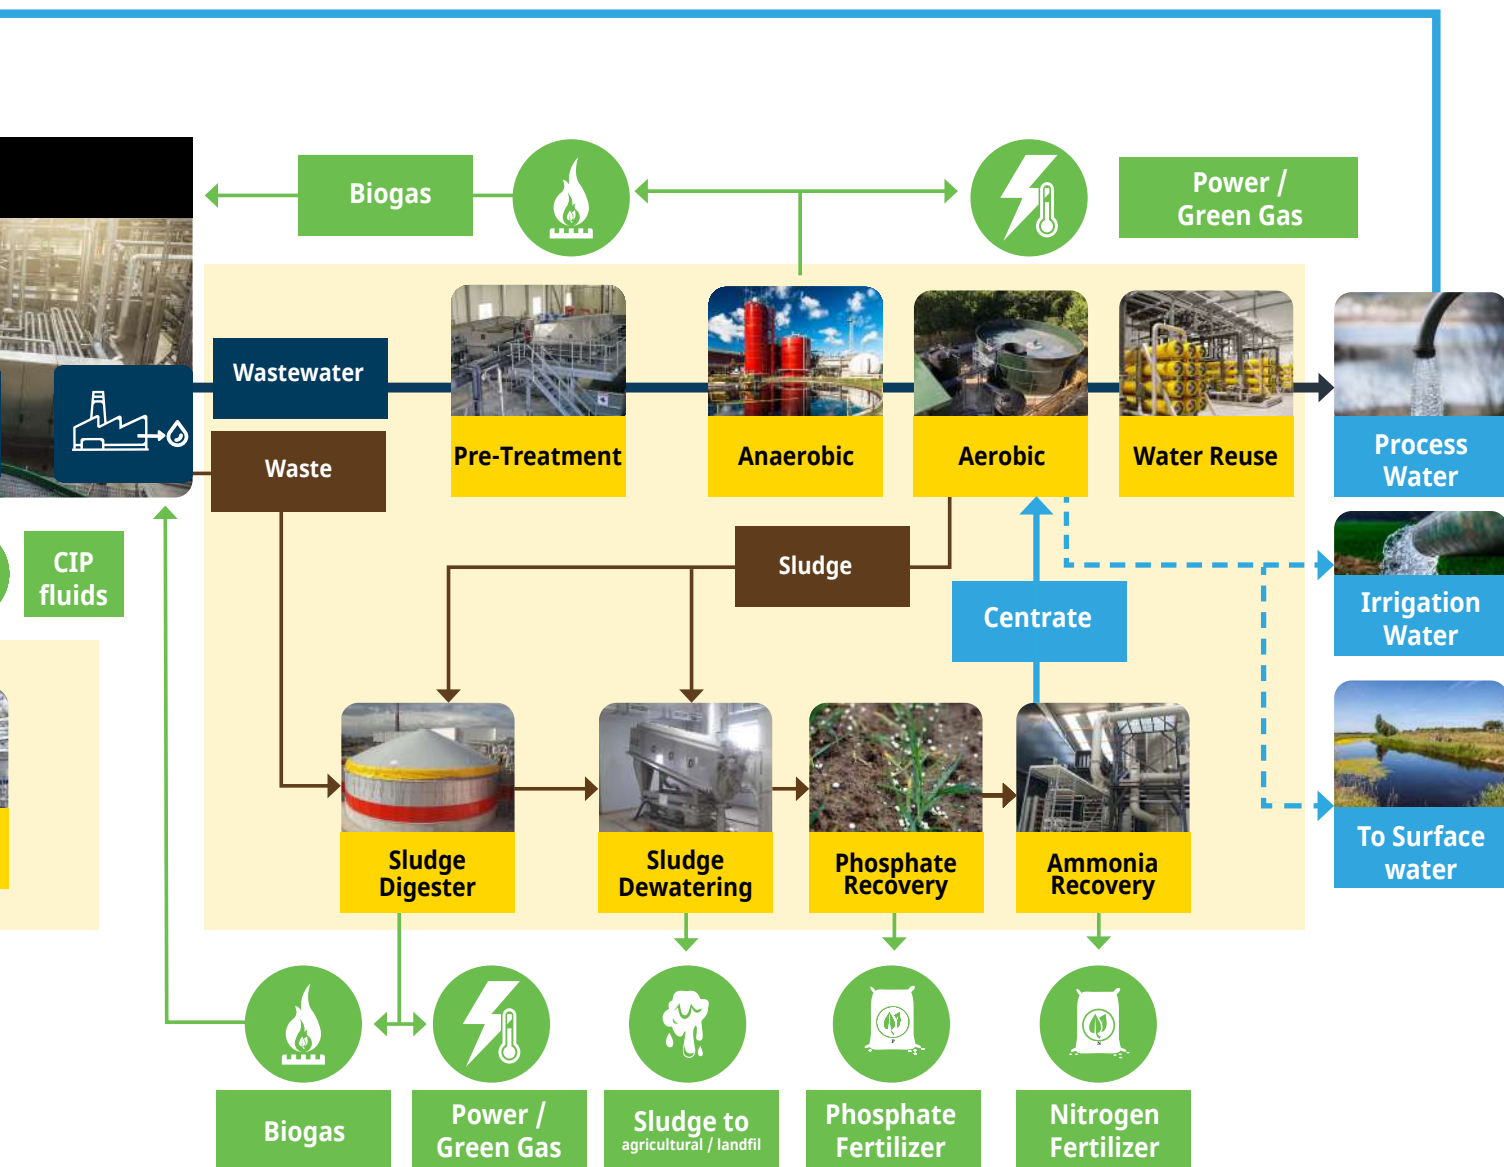 Biogas
Power /
Green Gas
Wastewater
Waste
Pre-Treatment
Anaerobic
Aerobic
Water Reuse
Process
Water
CIP
fluids
Sludge
Centrate
Irrigation
Water
Sludge
Digester
Sludge
Dewatering
Phosphate
Recovery
Ammonia
Recovery
To Surface
water
P
N
Biogas
Power /
Green Gas
Sludge to
agricultural / landfil
Phosphate
Fertilizer
Nitrogen
Fertilizer